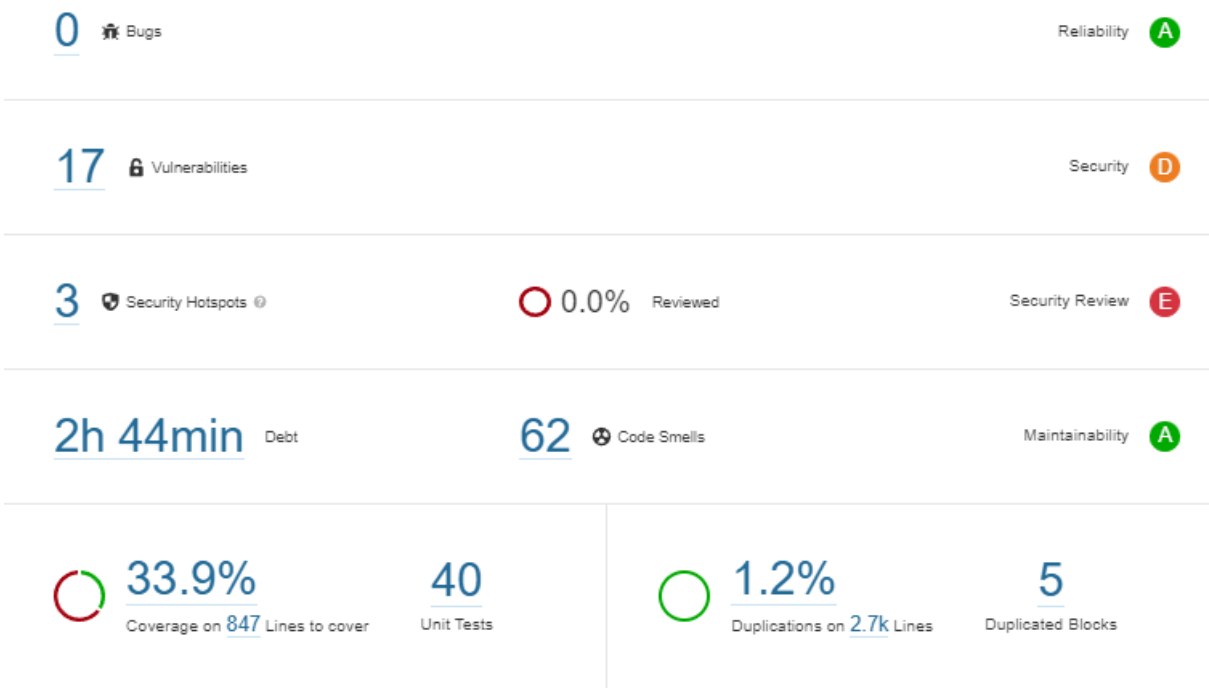 0 Bugs Reliability A
17 Vulnerabilities Security D
3 Security Hotspots ? 0.0% Reviewed Security Review E
2h 44min Debt 62 Code Smells Maintainability A
33.9% 40
Coverage on 847 Lines to cover Unit Tests
1.2% 5
Duplications on 2.7k Lines Duplicated Blocks